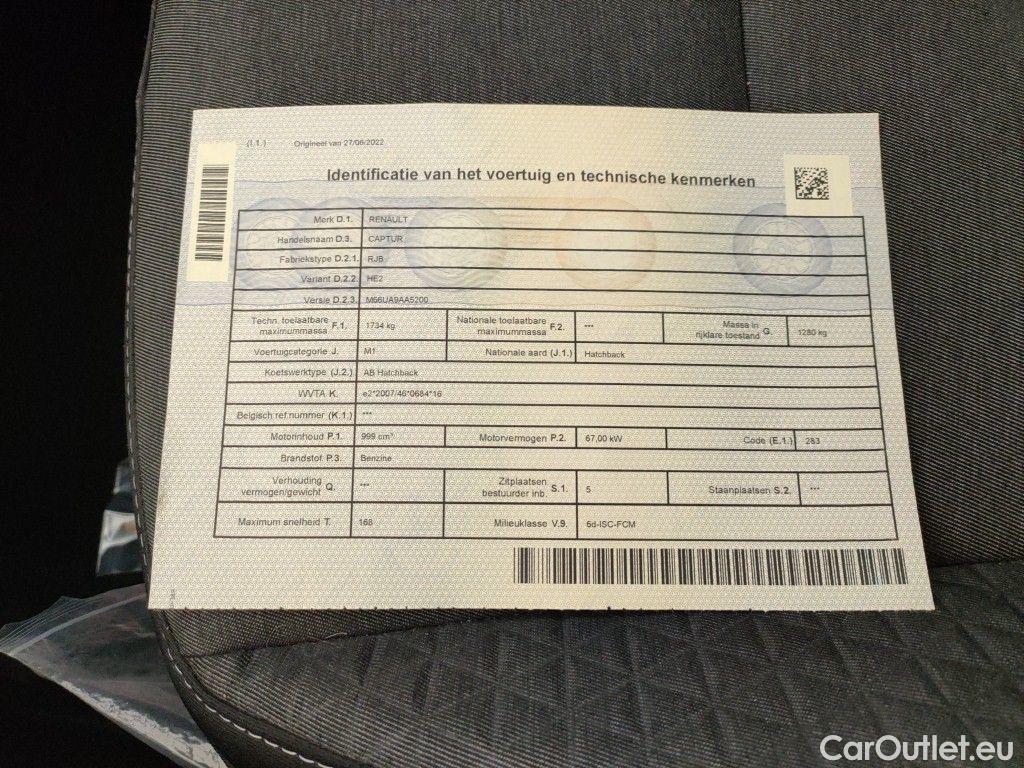 (I.1.) Origineel van 27/06/2022
Identificatie van het voertuig en technische kenmerken
Merk D.1. RENAULT
Handelsnaam D.3. CAPTUR
Fabriekstype D.2.1. RJB
Variant D.2.2. HE2
Versie D.2.3. M66UA9AA5200
Techn. toelaatbare maximummassa F.1. 1734 kg Nationale toelaatbare maximummassa F.2. *** Massa in rijklare toestand G. 1280 kg
Voertuigcategorie J. M1 Nationale aard (J.1.) Hatchback
Koetswerktype (J.2.) AB Hatchback
WVTA K. e2*2007/46*0684*16
Belgisch ref.nummer (K.1.) ***
Motorinhoud P.1. 999 cm³ Motorvermogen P.2. 67,00 kW Code (E.1.) 283
Brandstof P.3. Benzine
Verhouding vermogen/gewicht Q. *** Zitplaatsen bestuurder inb. S.1. 5 Staanplaatsen S.2. ***
Maximum snelheid T. 168 Milieuklasse V.9. 6d-ISC-FCM
CarOutlet.eu